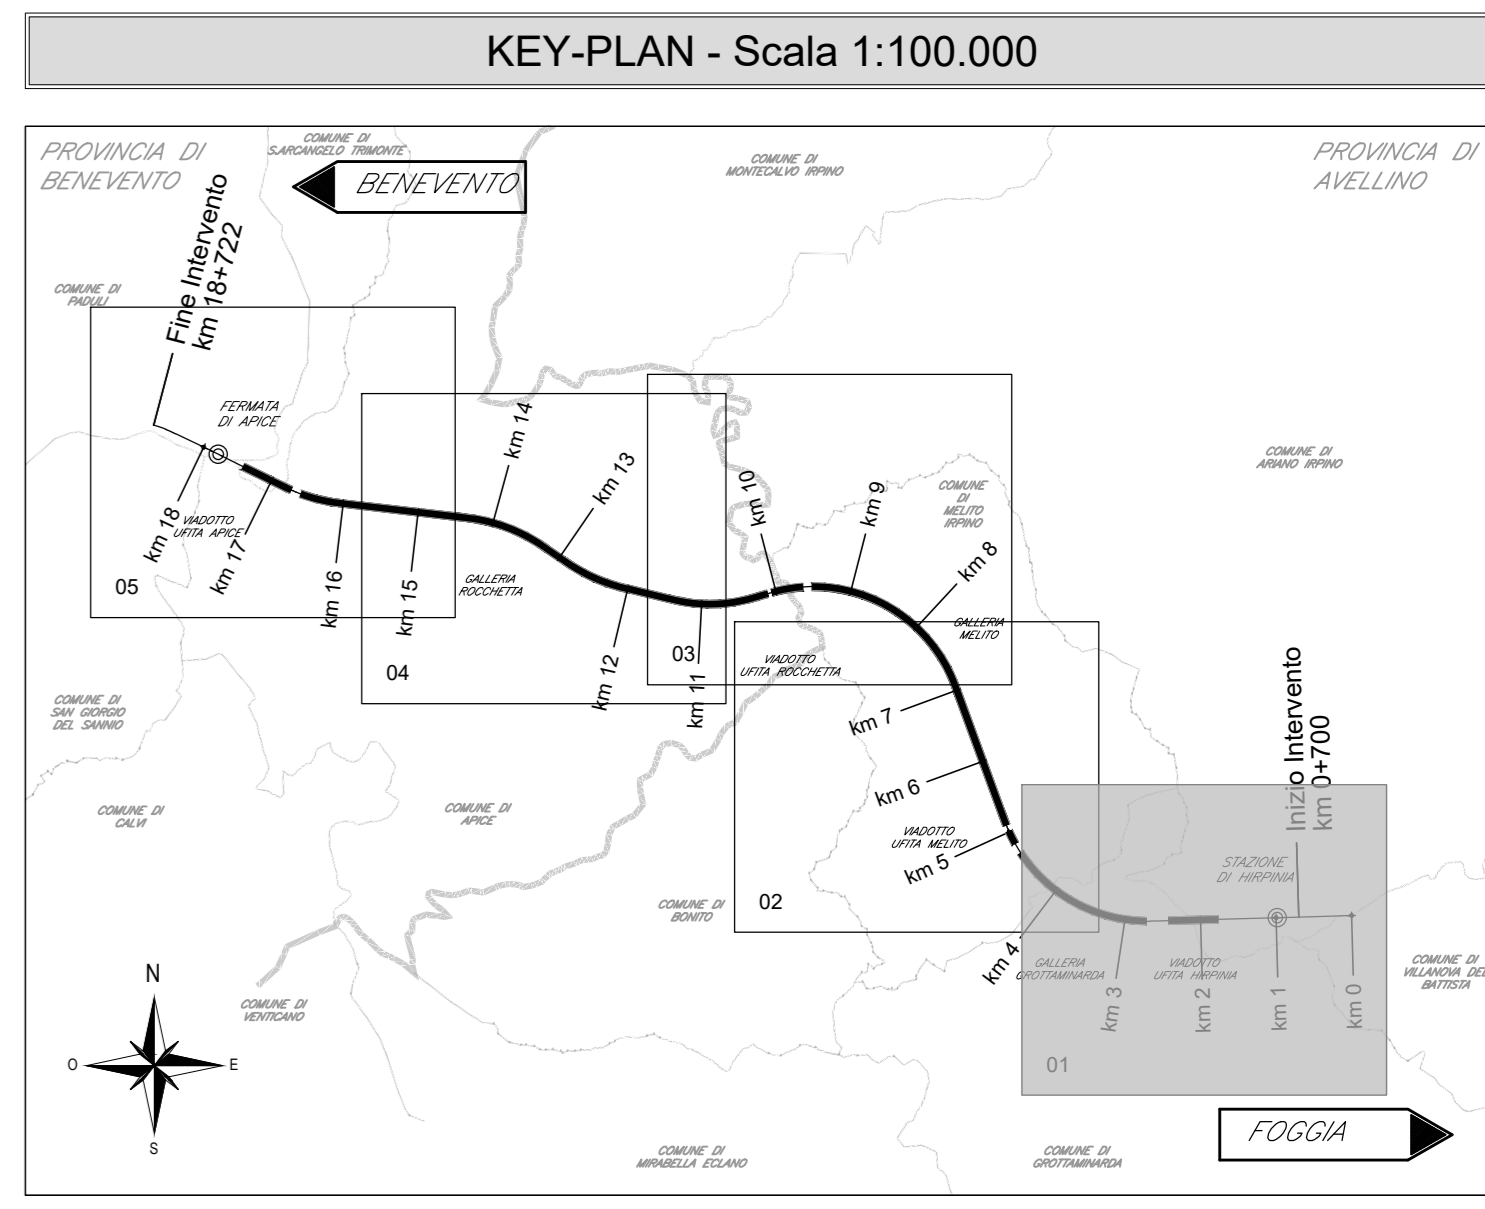 KEY-PLAN - Scala 1:100.000
PROVINCIA DI
BENEVENTO
COMUNE DI
S.ARCANGELO TRIMONTE
BENEVENTO
COMUNE DI
MONTECALVO IRPINO
PROVINCIA DI
AVELLINO
Fine Intervento
km 18+722
COMUNE DI
PADULI
FERMATA
DI APICE
km 14
km 13
km 10
km 9
COMUNE
DI
MELITO
IRPINO
COMUNE DI
ARIANO IRPINO
km 18
VIADOTTO
UFITA APICE
km 17
05
km 16
km 15
GALLERIA
ROCCHETTA
km 8
GALLERIA
MELITO
04
km 12
03
km 11
VIADOTTO
UFITA ROCCHETTA
km 7
Inizio Intervento
km 0+700
COMUNE DI
SAN GIORGIO
DEL SANNIO
km 6
COMUNE DI
CALVI
COMUNE DI
APICE
VIADOTTO
UFITA MELITO
km 5
STAZIONE
DI HIRPINIA
COMUNE DI
BONITO
02
km 4
GALLERIA
GROTTAMINARDA
VIADOTTO
UFITA HIRPINIA
km 3
km 2
km 1
km 0
COMUNE DI
VILLANOVA DEL
BATTISTA
COMUNE DI
VENTICANO
N
O
E
S
01
FOGGIA
COMUNE DI
MIRABELLA ECLANO
COMUNE DI
GROTTAMINARDA